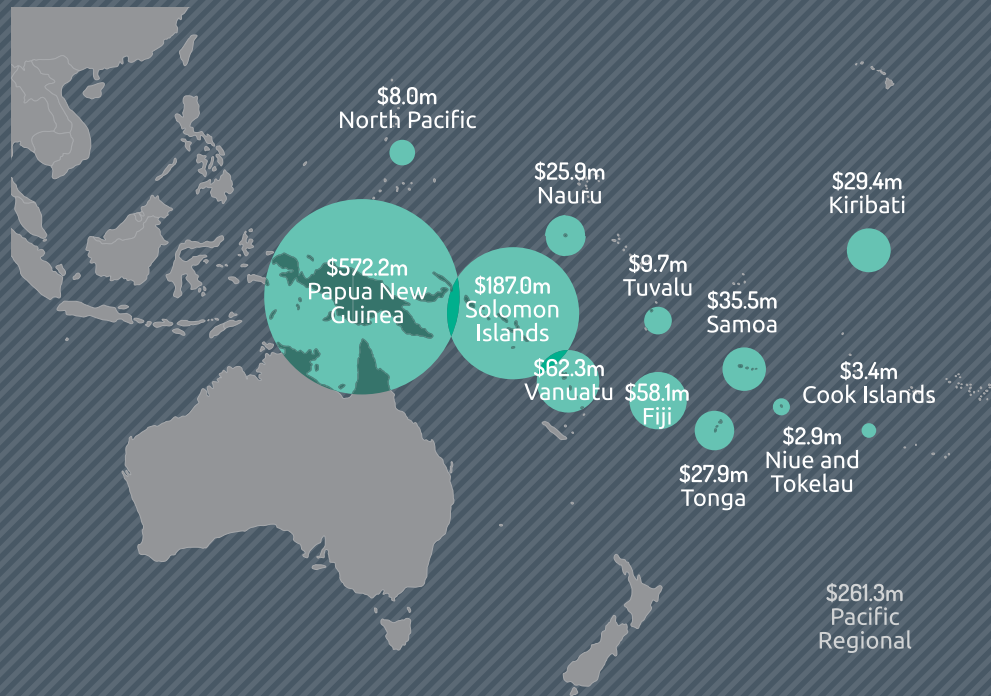 $8.0m
North Pacific
$25.9m
Nauru
$29.4m
Kiribati
$572.2m
Papua New
Guinea
$187.0m
Solomon
Islands
$9.7m
Tuvalu
$35.5m
Samoa
$62.3m
Vanuatu
$58.1m
Fiji
$3.4m
Cook Islands
$2.9m
Niue and
Tokelau
$27.9m
Tonga
$261.3m
Pacific
Regional